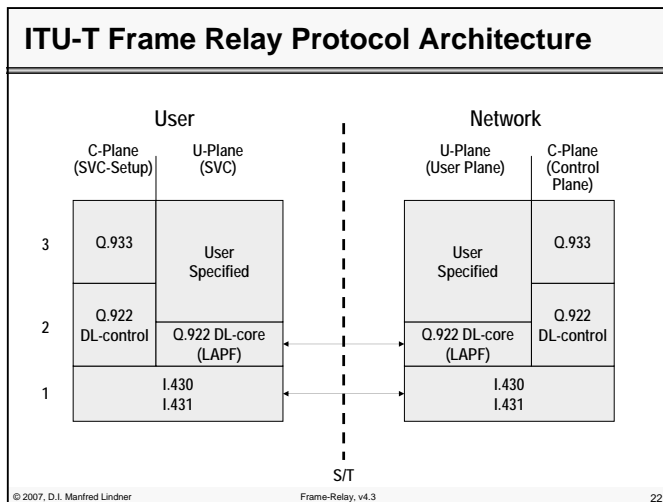 ITU-T Frame Relay Protocol Architecture
User
Network
C-Plane
(SVC-Setup)
U-Plane
(SVC)
U-Plane
(User Plane)
C-Plane
(Control
Plane)
3
Q.933
User
Specified
User
Specified
Q.933
2
Q.922
DL-control
Q.922 DL-core
(LAPF)
Q.922 DL-core
(LAPF)
Q.922
DL-control
1
I.430
I.431
I.430
I.431
S/T
© 2007, D.I. Manfred Lindner
Frame-Relay, v4.3
22